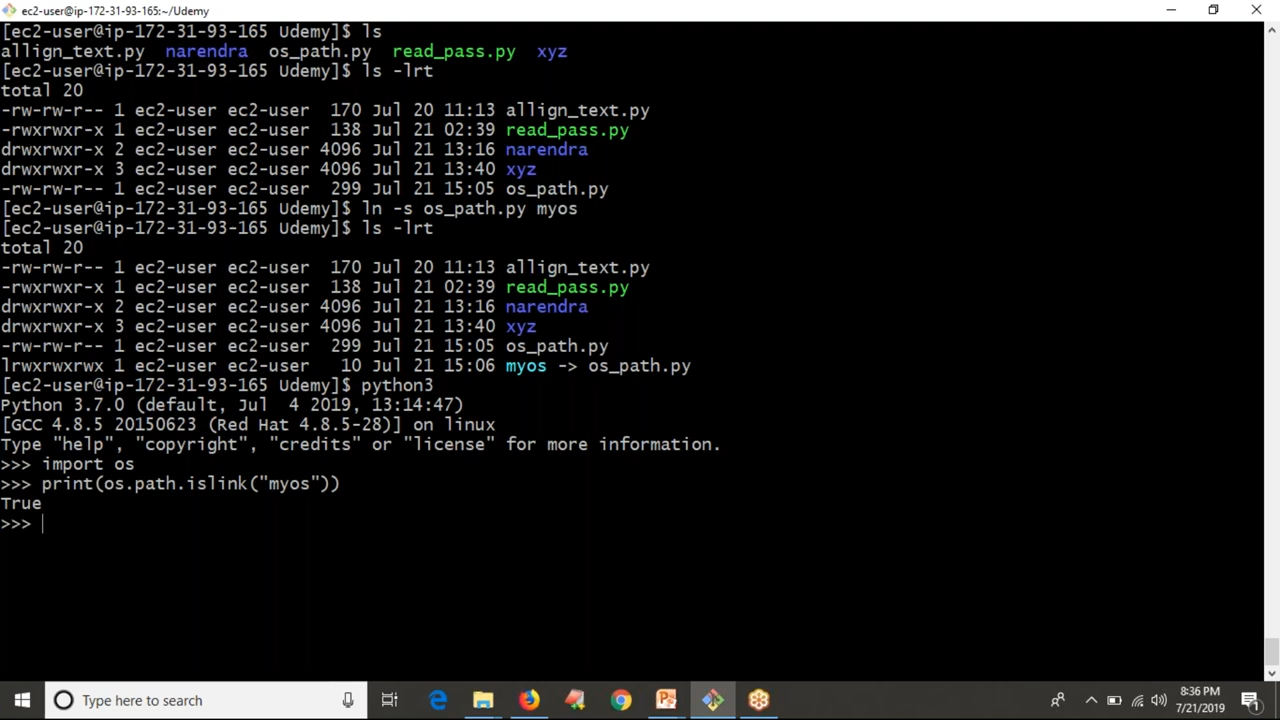 ec2-user@ip-172-31-93-165:~/Udemy
[ec2-user@ip-172-31-93-165 Udemy]$ ls
allign_text.py  narendra  os_path.py  read_pass.py  xyz
[ec2-user@ip-172-31-93-165 Udemy]$ ls -lrt
total 20
-rw-rw-r-- 1 ec2-user ec2-user  170 Jul 20 11:13 allign_text.py
-rwxrwxr-x 1 ec2-user ec2-user  138 Jul 21 02:39 read_pass.py
drwxrwxr-x 2 ec2-user ec2-user 4096 Jul 21 13:16 narendra
drwxrwxr-x 3 ec2-user ec2-user 4096 Jul 21 13:40 xyz
-rw-rw-r-- 1 ec2-user ec2-user  299 Jul 21 15:05 os_path.py
[ec2-user@ip-172-31-93-165 Udemy]$ ln -s os_path.py myos
[ec2-user@ip-172-31-93-165 Udemy]$ ls -lrt
total 20
-rw-rw-r-- 1 ec2-user ec2-user  170 Jul 20 11:13 allign_text.py
-rwxrwxr-x 1 ec2-user ec2-user  138 Jul 21 02:39 read_pass.py
drwxrwxr-x 2 ec2-user ec2-user 4096 Jul 21 13:16 narendra
drwxrwxr-x 3 ec2-user ec2-user 4096 Jul 21 13:40 xyz
-rw-rw-r-- 1 ec2-user ec2-user  299 Jul 21 15:05 os_path.py
lrwxrwxrwx 1 ec2-user ec2-user   10 Jul 21 15:06 myos -> os_path.py
[ec2-user@ip-172-31-93-165 Udemy]$ python3
Python 3.7.0 (default, Jul  4 2019, 13:14:47)
[GCC 4.8.5 20150623 (Red Hat 4.8.5-28)] on linux
Type "help", "copyright", "credits" or "license" for more information.
>>> import os
>>> print(os.path.islink("myos"))
True
>>>
Type here to search
8:36 PM
7/21/2019
1